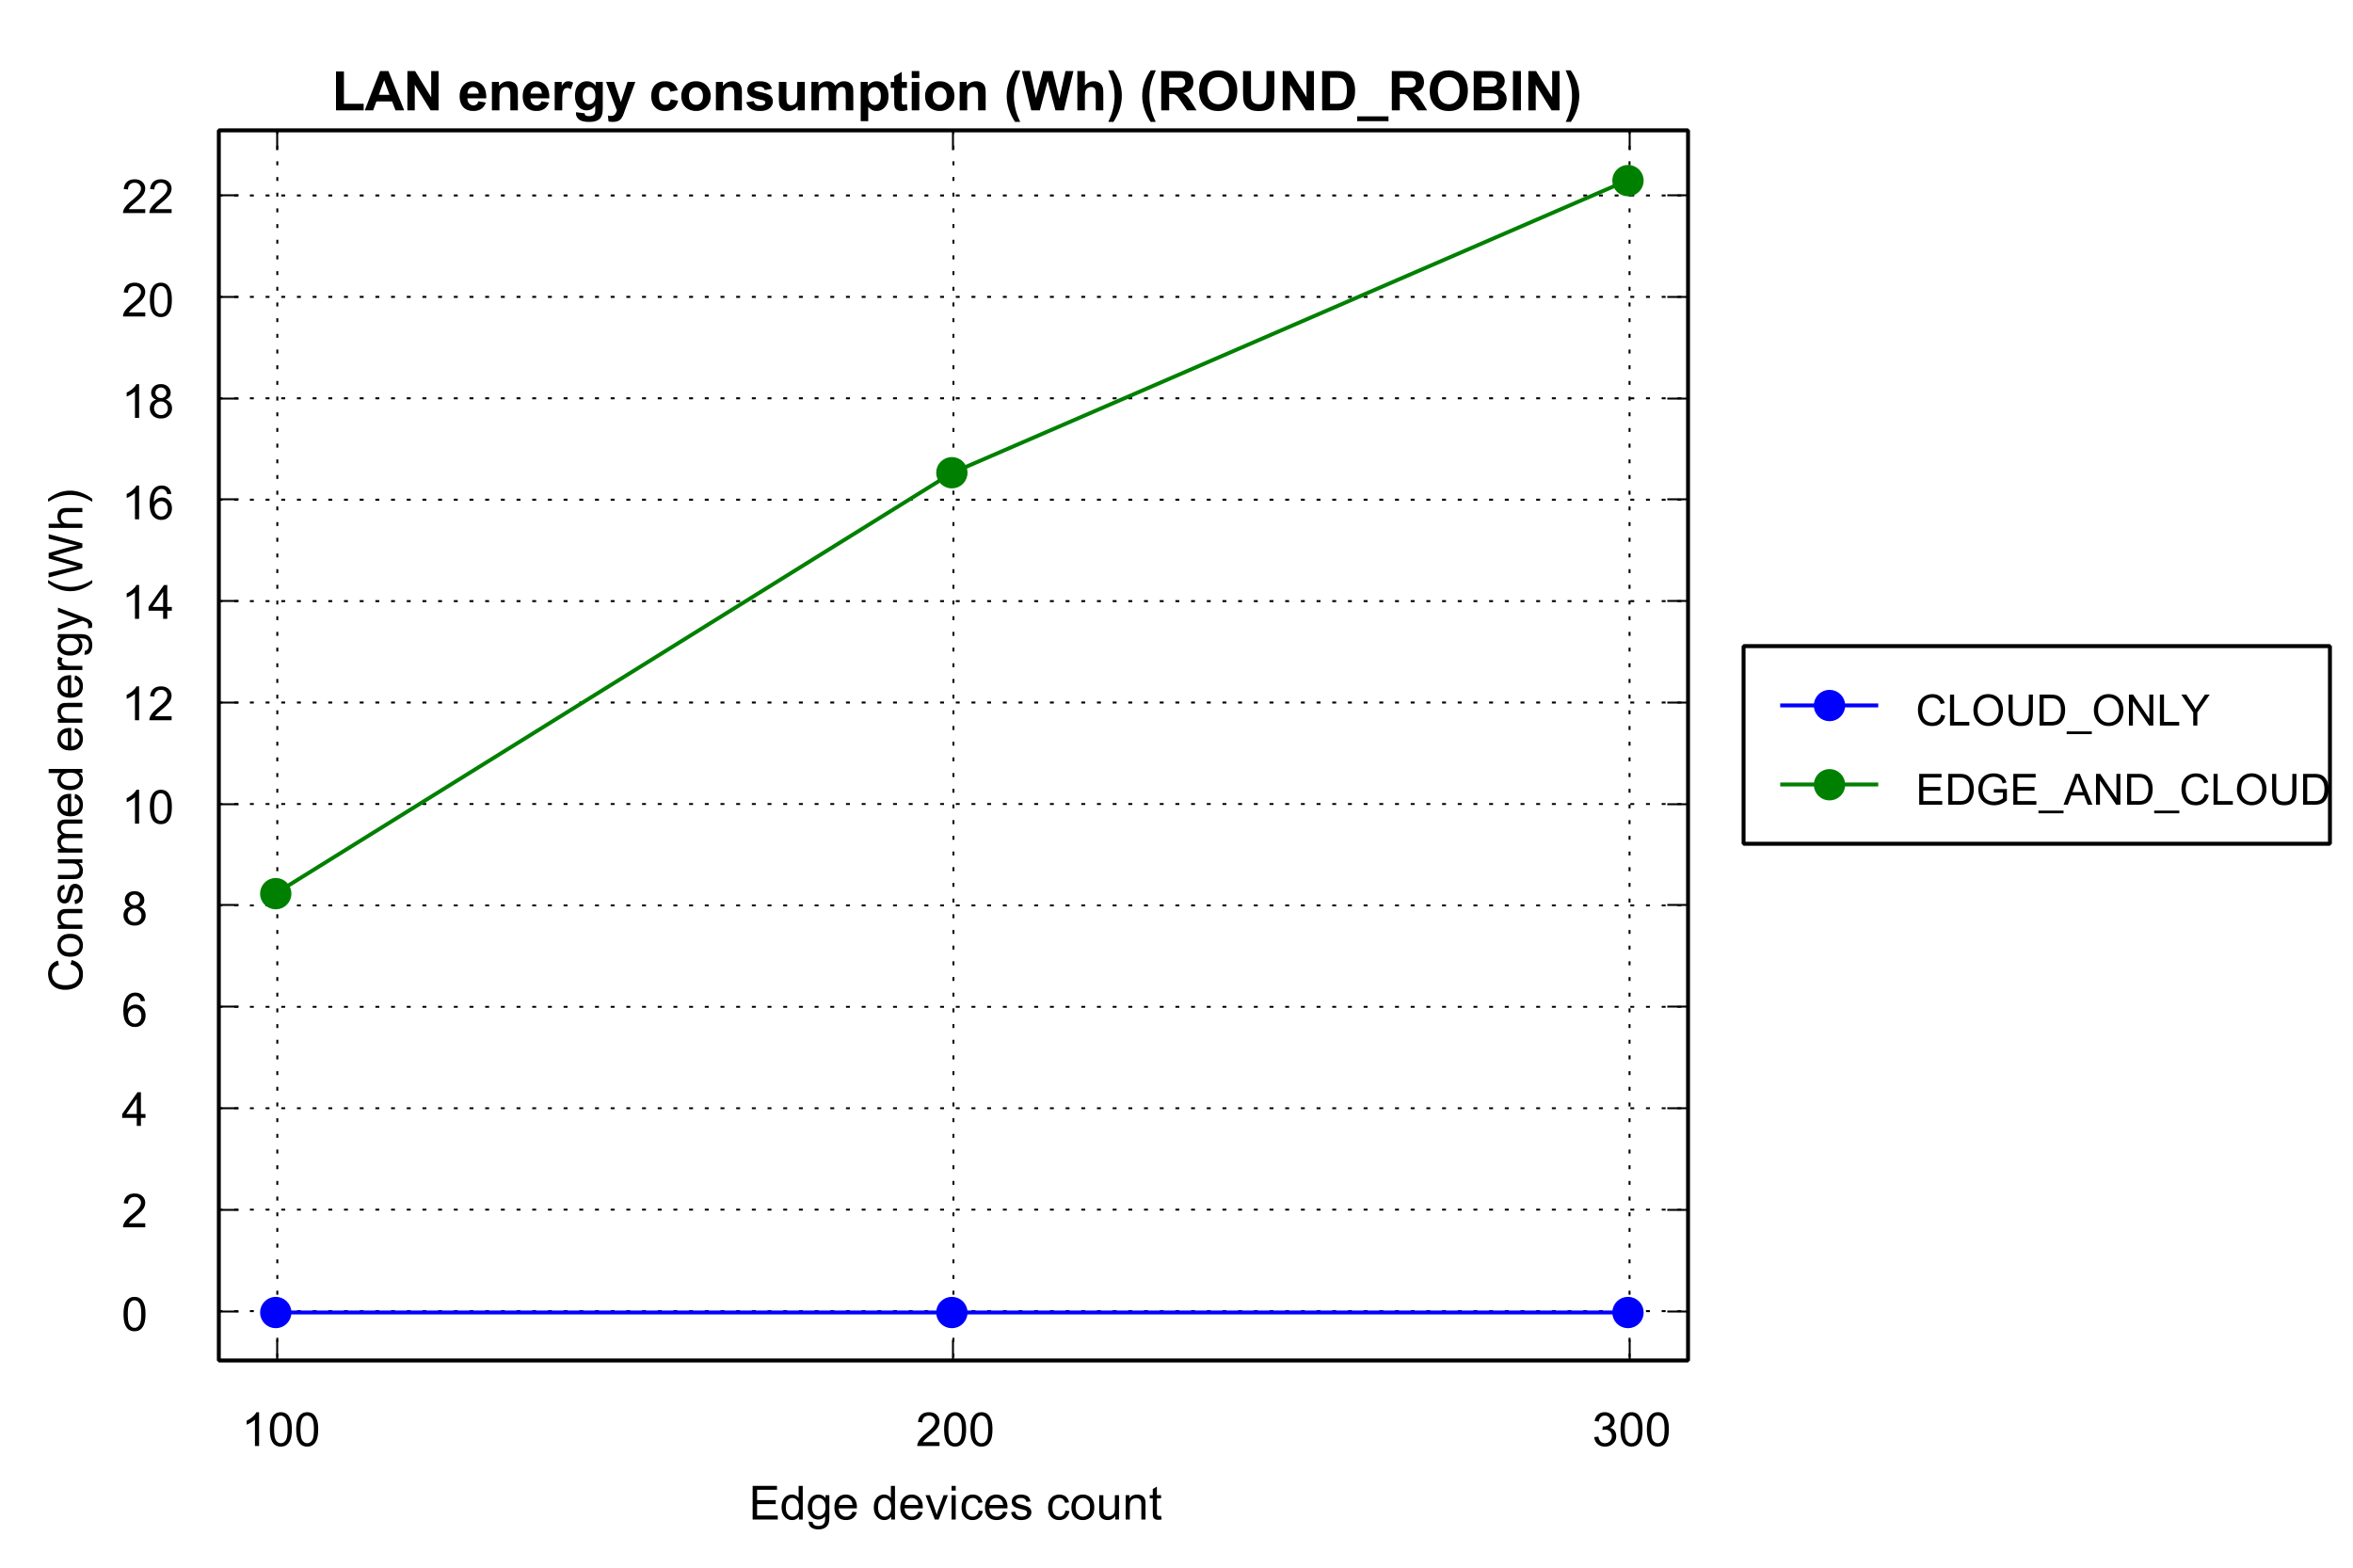 LAN energy consumption (Wh) (ROUND_ROBIN)
Consumed energy (Wh)
22
20
18
16
14
12
10
8
6
4
2
0
100 200 300
Edge devices count
CLOUD_ONLY
EDGE_AND_CLOUD